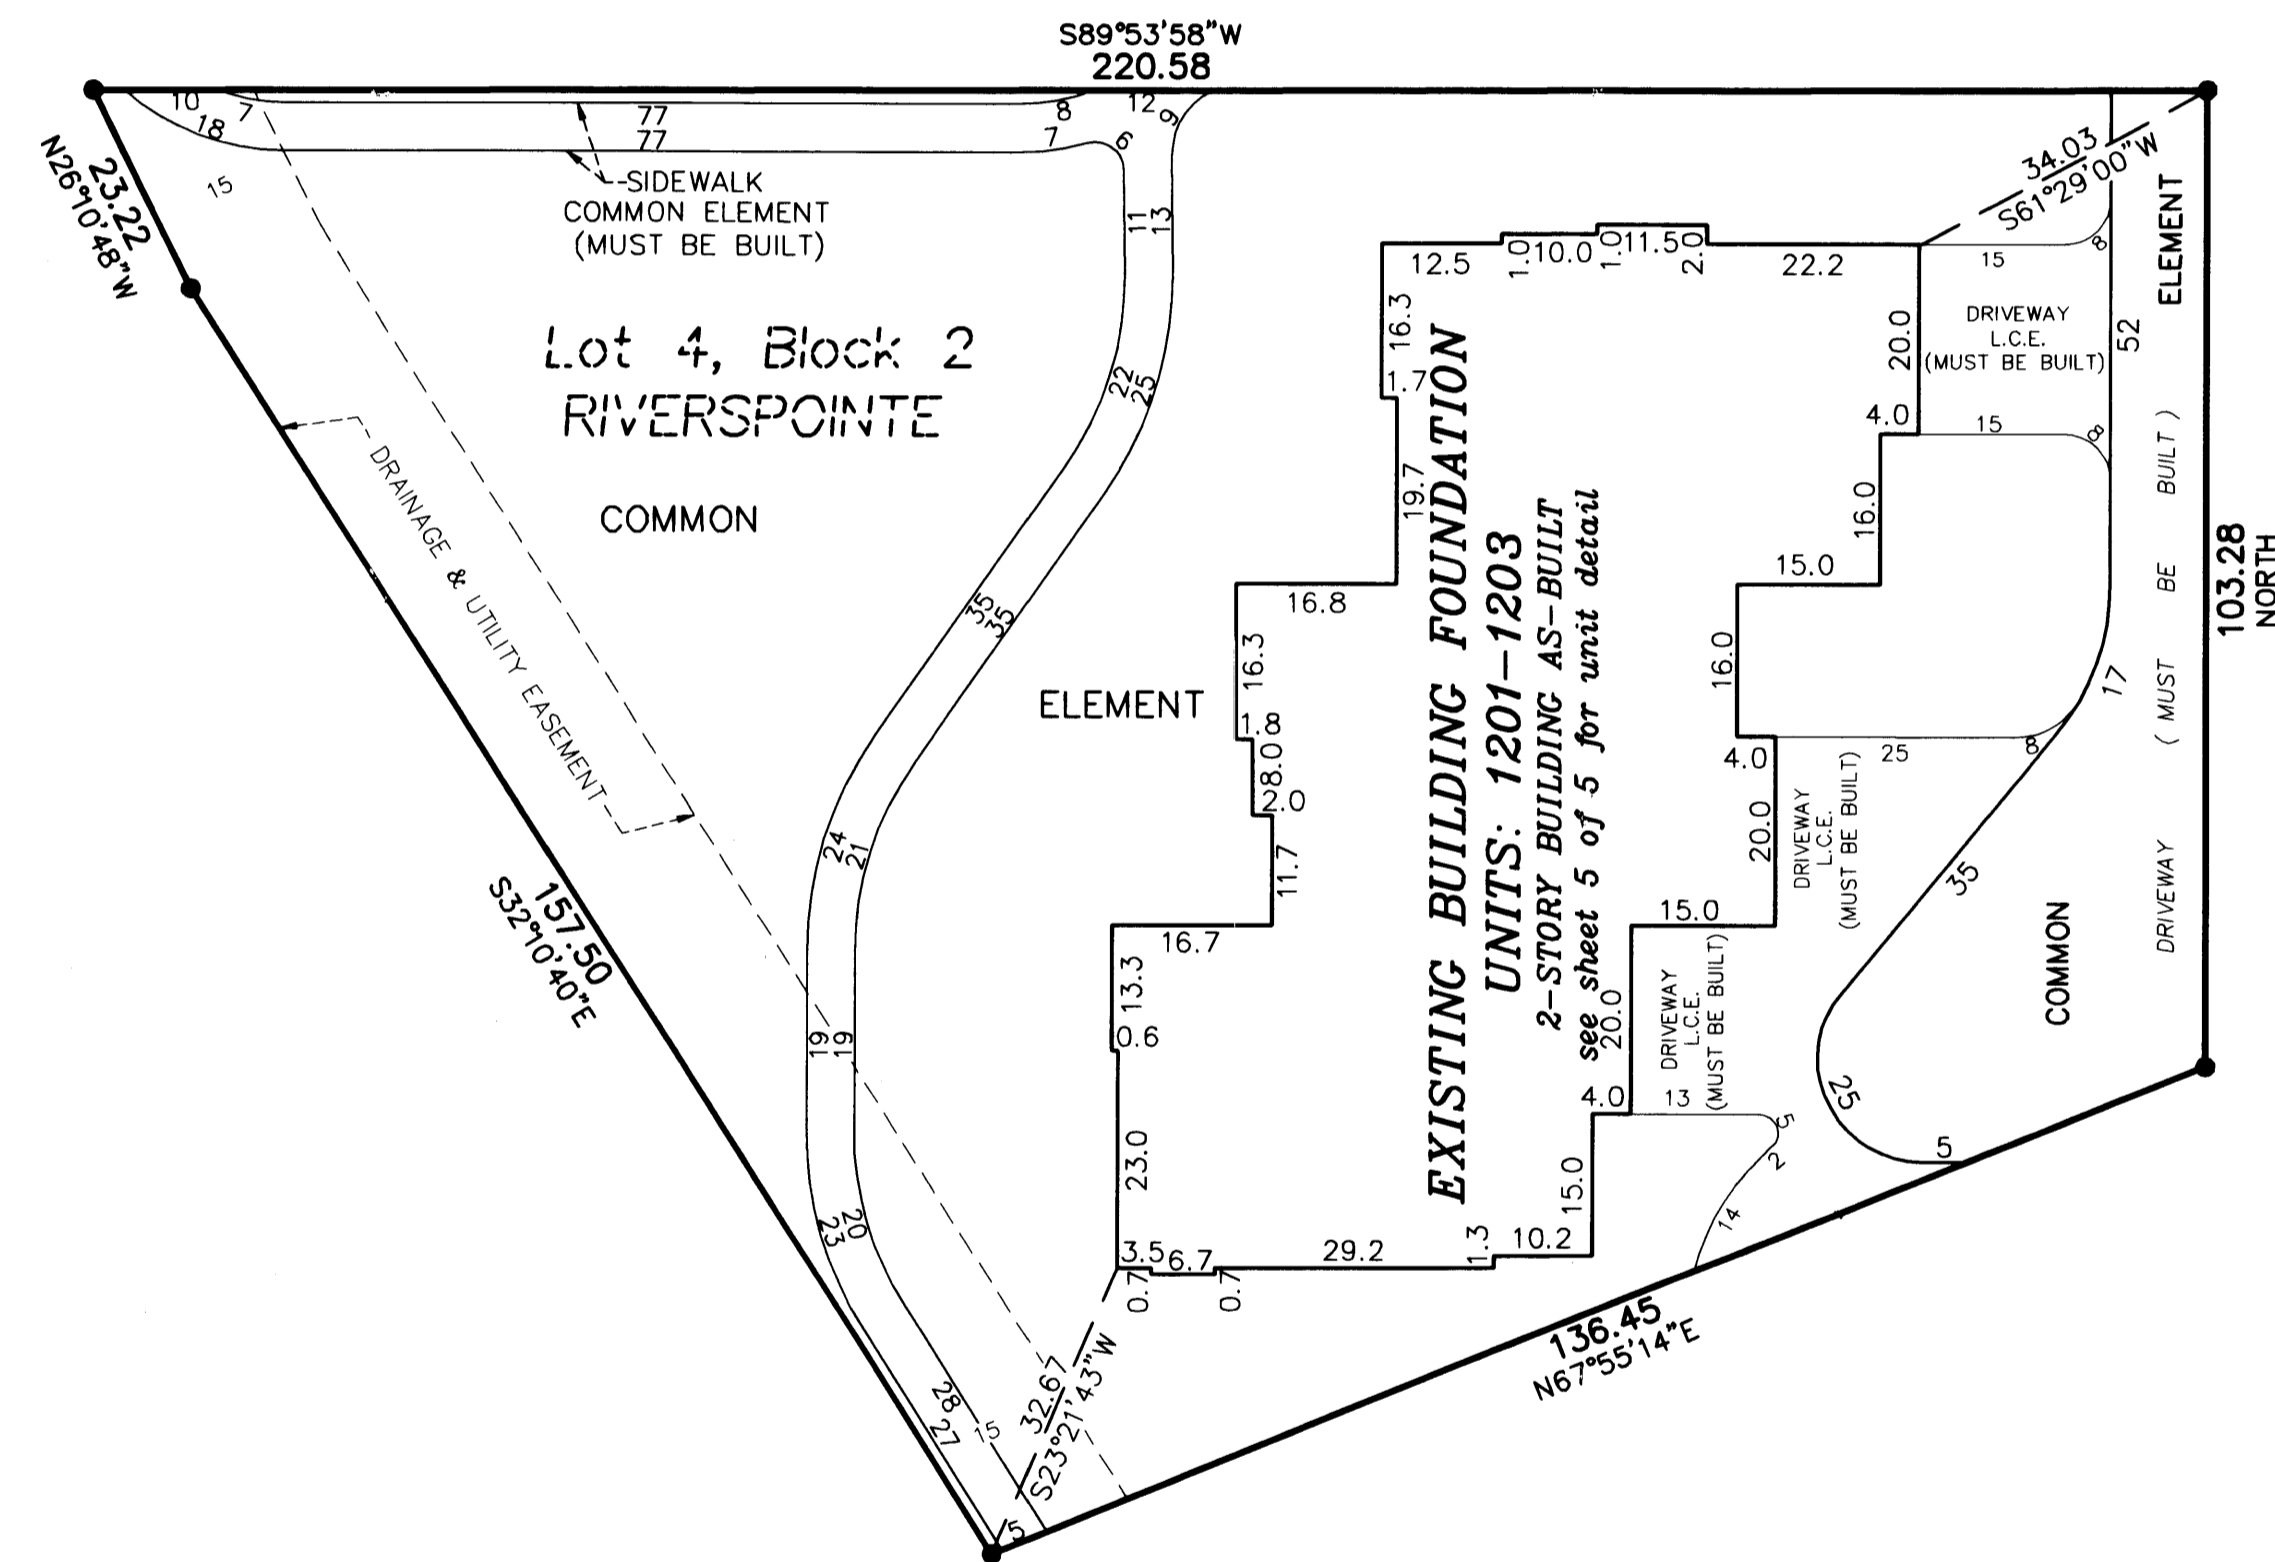 S89°53'58"W
220.58
10
7
18
77
77
8
7
12
6
9
15
N26°10'48"W
23.22
SIDEWALK
COMMON ELEMENT
(MUST BE BUILT)
11
13
34.03
S61°29'00"W
Lot 4, Block 2
RIVERSPOINTE
COMMON
ELEMENT
DRAINAGE & UTILITY EASEMENT
22
25
35
35
24
21
19
19
23
20
28
27
15
5
157.50
S32°10'40"E
12.5
1.0
10.0
1.0
11.5
2.0
22.2
16.3
1.7
19.7
16.8
16.3
1.8
8.0
2.0
11.7
16.7
13.3
0.6
23.0
3.5
6.7
0.7
0.7
29.2
1.3
10.2
15.0
4.0
20.0
15.0
20.0
4.0
16.0
15.0
16.0
4.0
20.0
EXISTING BUILDING FOUNDATION
UNITS: 1201-1203
2-STORY BUILDING AS-BUILT
see sheet 5 of 5 for unit detail
15
8
DRIVEWAY
L.C.E.
(MUST BE BUILT)
15
8
52
17
25
8
DRIVEWAY
L.C.E.
(MUST BE BUILT)
35
DRIVEWAY
L.C.E.
(MUST BE BUILT)
13
5
2
14
25
5
COMMON
ELEMENT
DRIVEWAY ( MUST BE BUILT )
103.28
NORTH
32.67
S23°21'43"W
136.45
N67°55'14"E